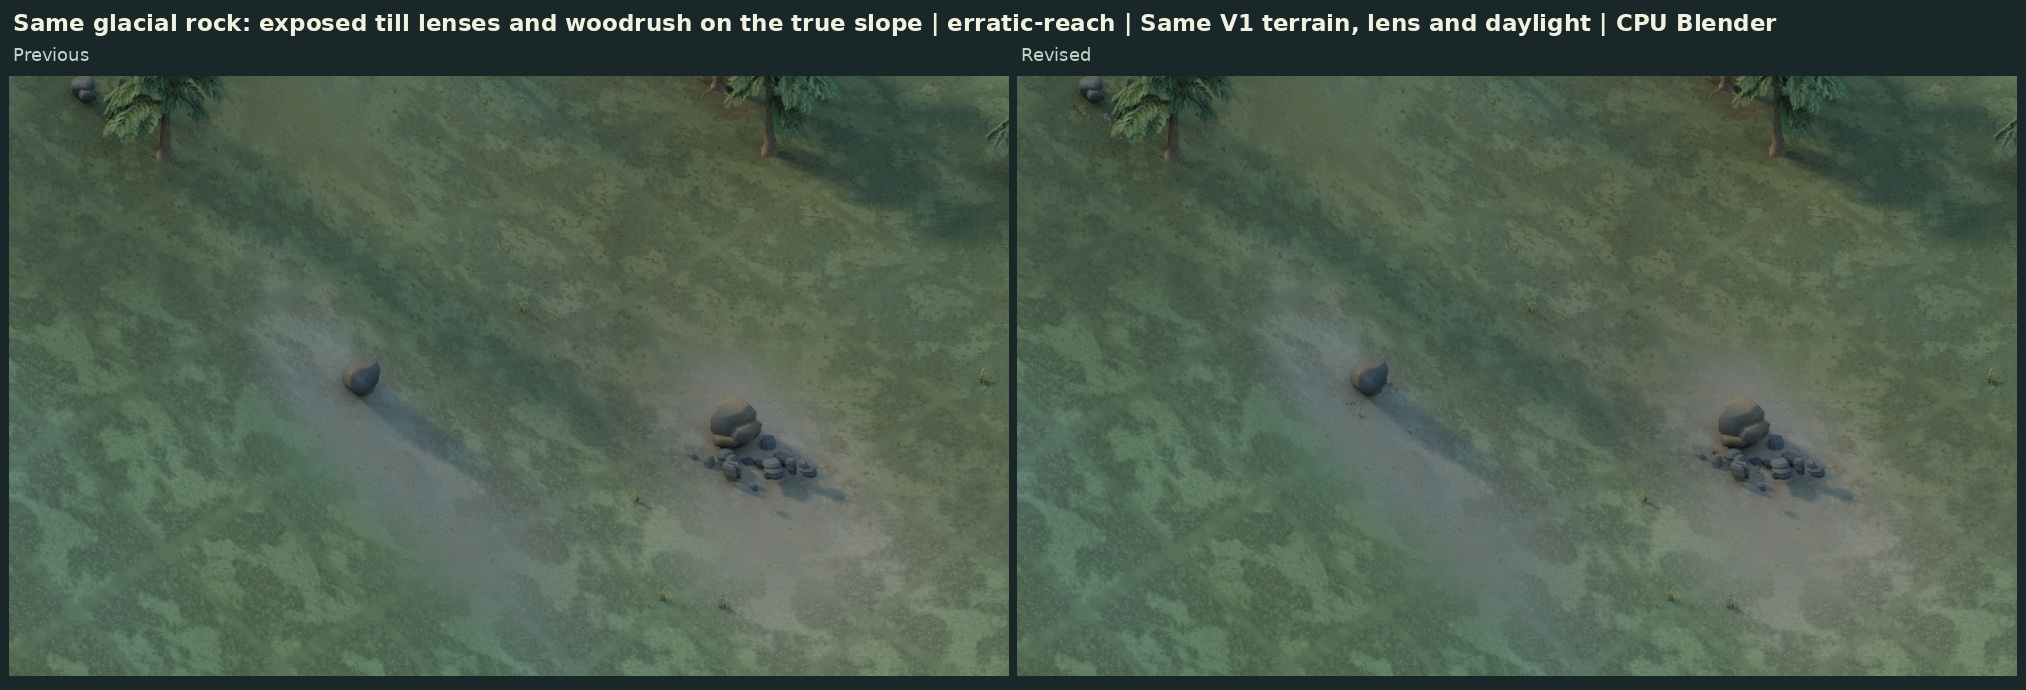 Same glacial rock: exposed till lenses and woodrush on the true slope | erratic-reach | Same V1 terrain, lens and daylight | CPU Blender
Previous
Revised